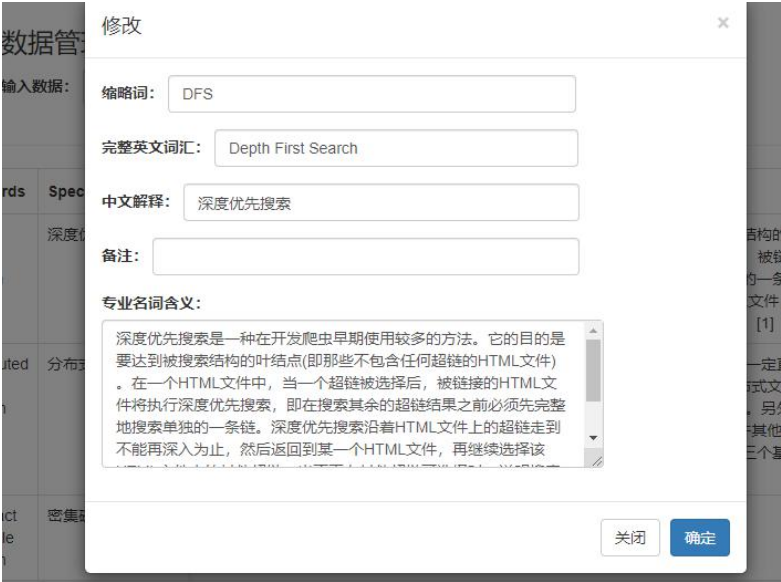 修改
×
数据管
输入数据：
缩略词： DFS
完整英文词汇： Depth First Search
中文解释： 深度优先搜索
备注：
专业名词含义：
深度优先搜索是一种在开发爬虫早期使用较多的方法。它的目的是
要达到被搜索结构的叶结点(即那些不包含任何超链的HTML文件)
。在一个HTML文件中，当一个超链被选择后，被链接的HTML文
件将执行深度优先搜索，即在搜索其余的超链结果之前必须先完整
地搜索单独的一条链。深度优先搜索沿着HTML文件上的超链走到
不能再深入为止，然后返回到某一个HTML文件，再继续选择该
关闭 确定
rds Spec
深度
结构的
被链
的一条
文件
[1]
uted 分布
一定
式文
。另
其他
三个基
act 密集
le
n